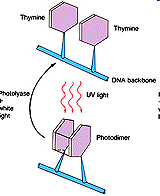 Thymine
Thymine
DNA backbone
Photolyase
+
white
light
UV light
Photodimer